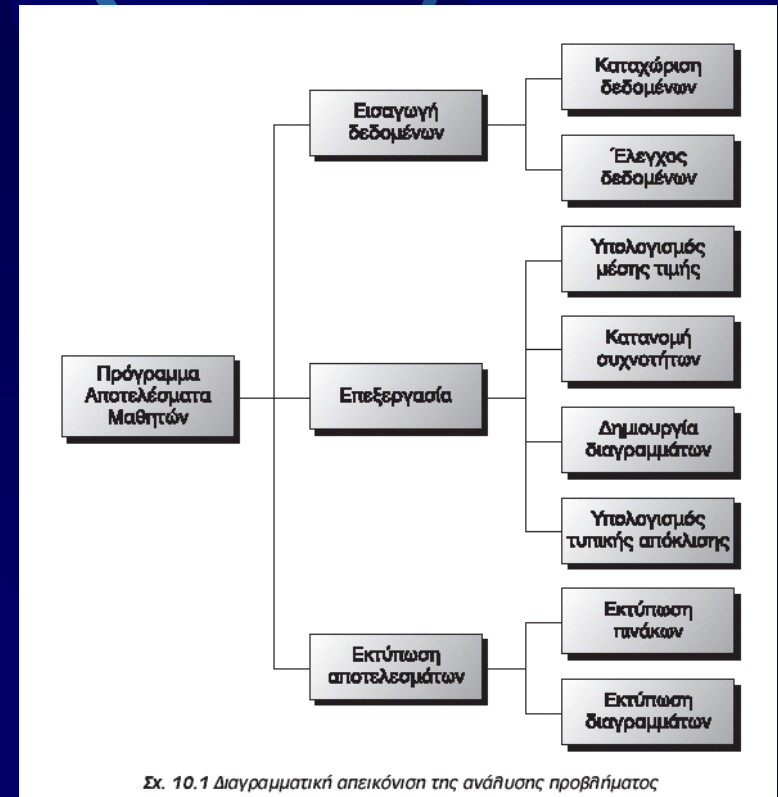 Καταχώριση
δεδομένων
Εισαγωγή
δεδομένων
Έλεγχος
δεδομένων
Υπολογισμός
μέσης τιμής
Κατανομή
συχνοτήτων
Πρόγραμμα
Αποτελέσματα
Μαθητών
Επεξεργασία
Δημιουργία
διαγραμμάτων
Υπολογισμός
τυπικής απόκλισης
Εκτύπωση
πινάκων
Εκτύπωση
αποτελεσμάτων
Εκτύπωση
διαγραμμάτων
Σχ. 10.1 Διαγραμματική απεικόνιση της ανάλυσης προβλήματος